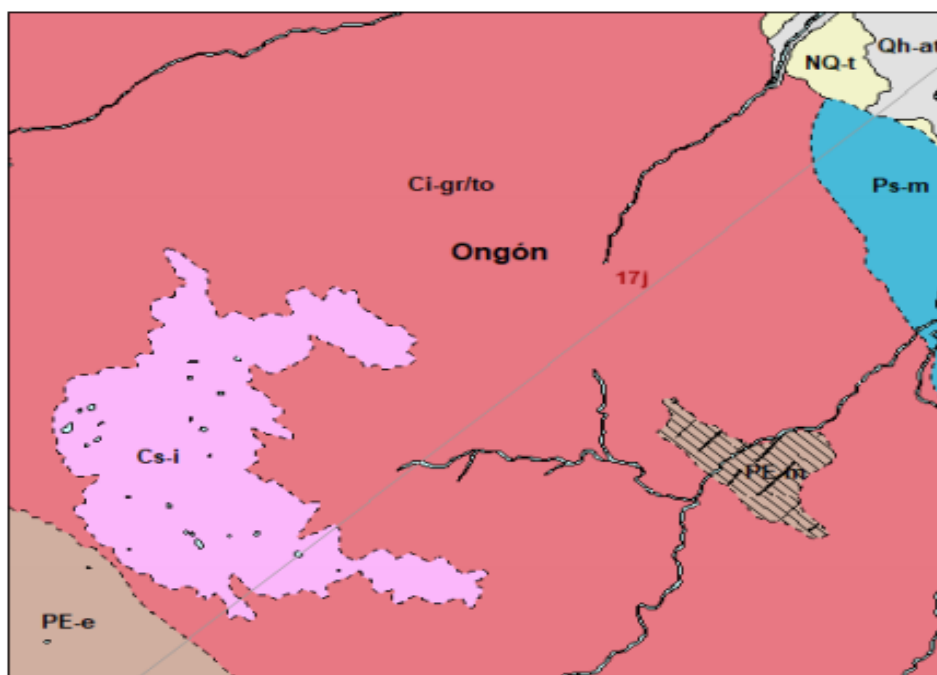 Qh-at
NQ-t
Ci-gr/to
Ps-m
Ongón
17j
Cs-i
PE-m
PE-e